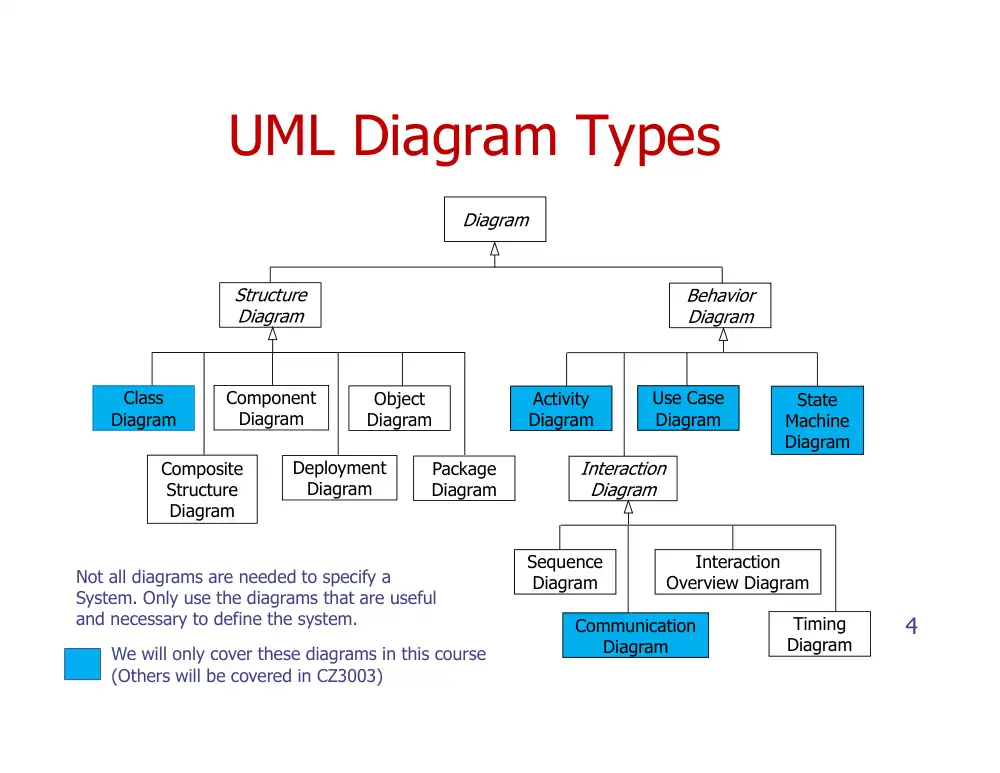 UML Diagram Types
Diagram
Structure
Diagram
Behavior
Diagram
Class
Diagram
Component
Diagram
Object
Diagram
Activity
Diagram
Use Case
Diagram
State
Machine
Diagram
Composite
Structure
Diagram
Deployment
Diagram
Package
Diagram
Interaction
Diagram
Sequence
Diagram
Interaction
Overview Diagram
Communication
Diagram
Timing
Diagram
Not all diagrams are needed to specify a
System. Only use the diagrams that are useful
and necessary to define the system.
We will only cover these diagrams in this course
(Others will be covered in CZ3003)
4